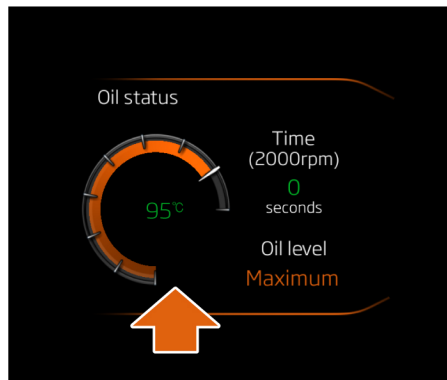 Oil status
Time
(2000rpm)
95°C
0
seconds
Oil level
Maximum